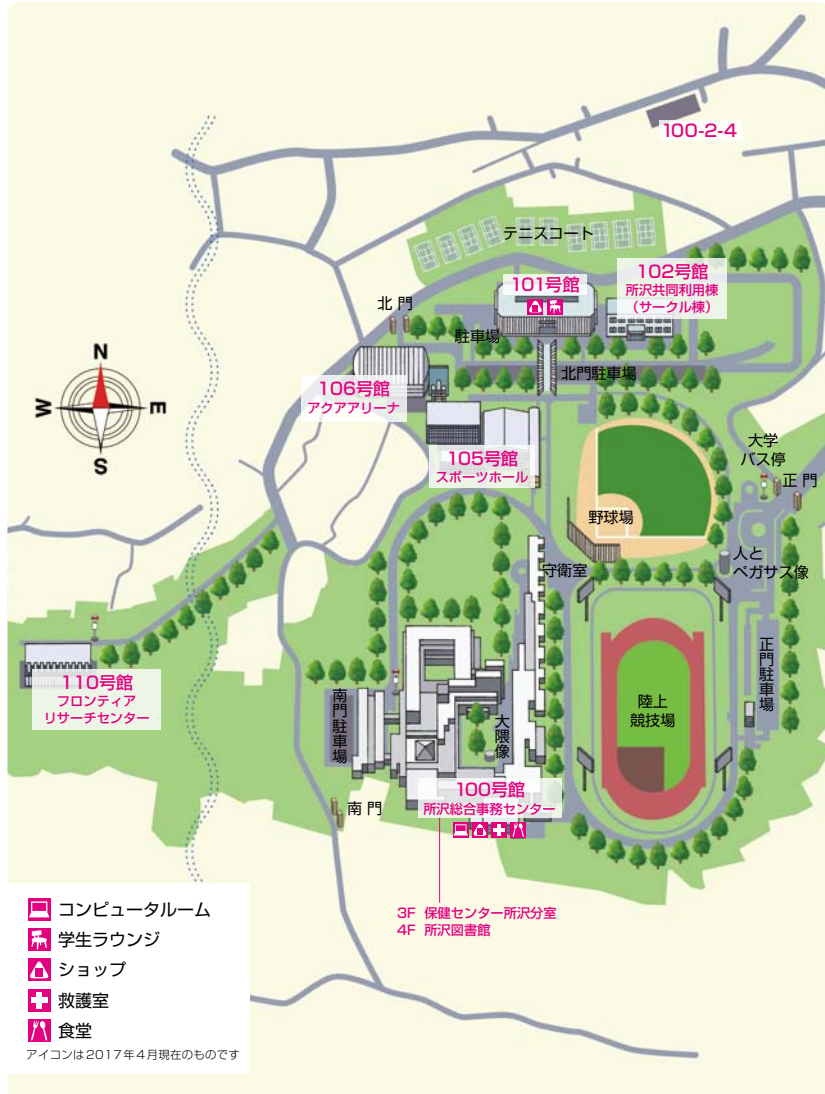 100-2-4
テニスコート
102号館
所沢共同利用棟
(サークル棟)
101号館
北門
駐車場
北門駐車場
N
W
E
S
106号館
アクアアリーナ
105号館
スポーツホール
大学
バス停
正門
野球場
守衛室
人と
ペガサス像
110号館
フロンティア
リサーチセンター
南門駐車場
大隈像
陸上
競技場
正門駐車場
100号館
所沢総合事務センター
南門
3F 保健センター所沢分室
4F 所沢図書館
コンピュータルーム
学生ラウンジ
ショップ
救護室
食堂
アイコンは2017年4月現在のものです